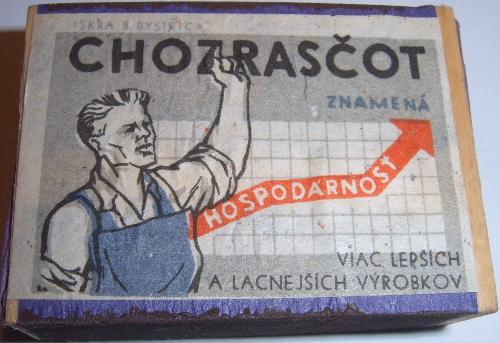 ISKRA B. BYSTRICA
CHOZRASČOT
ZNAMENÁ
HOSPODÁRNOSŤ
VIAC LEPŠÍCH
A LACNEJŠÍCH VÝROBKOV